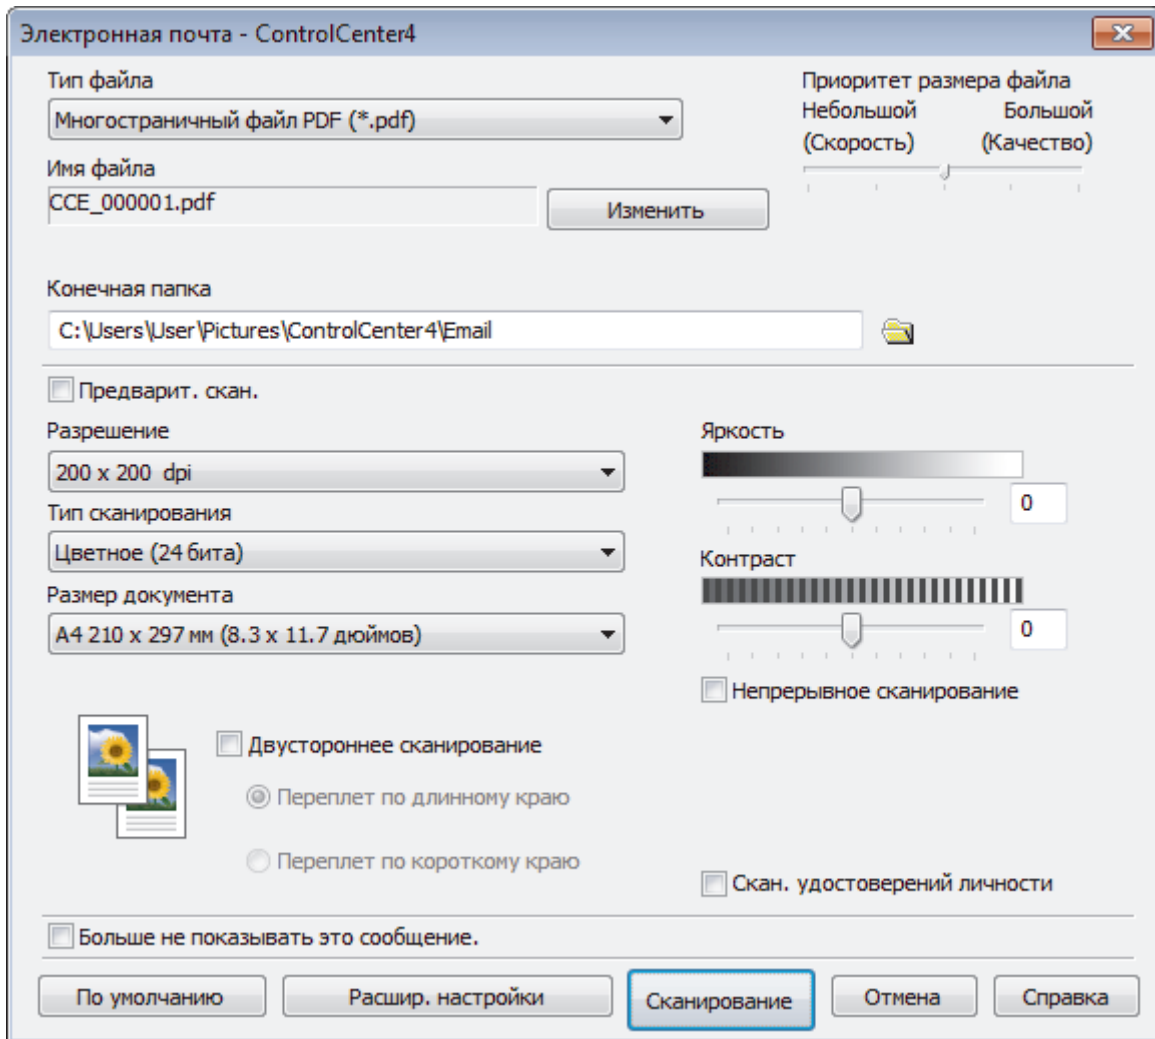 Электронная почта - ControlCenter4
Тип файла
Многостраничный файл PDF (*.pdf)
Приоритет размера файла
Небольшой Большой
(Скорость) (Качество)
Имя файла
CCE_000001.pdf
Изменить
Конечная папка
C:\Users\User\Pictures\ControlCenter4\Email
Предварит. скан.
Разрешение
200 x 200 dpi
Тип сканирования
Цветное (24 бита)
Размер документа
A4 210 x 297 мм (8.3 x 11.7 дюймов)
Яркость
0
Контраст
0
Непрерывное сканирование
Двустороннее сканирование
Переплет по длинному краю
Переплет по короткому краю
Скан. удостоверений личности
Больше не показывать это сообщение.
По умолчанию Расшир. настройки Сканирование Отмена Справка